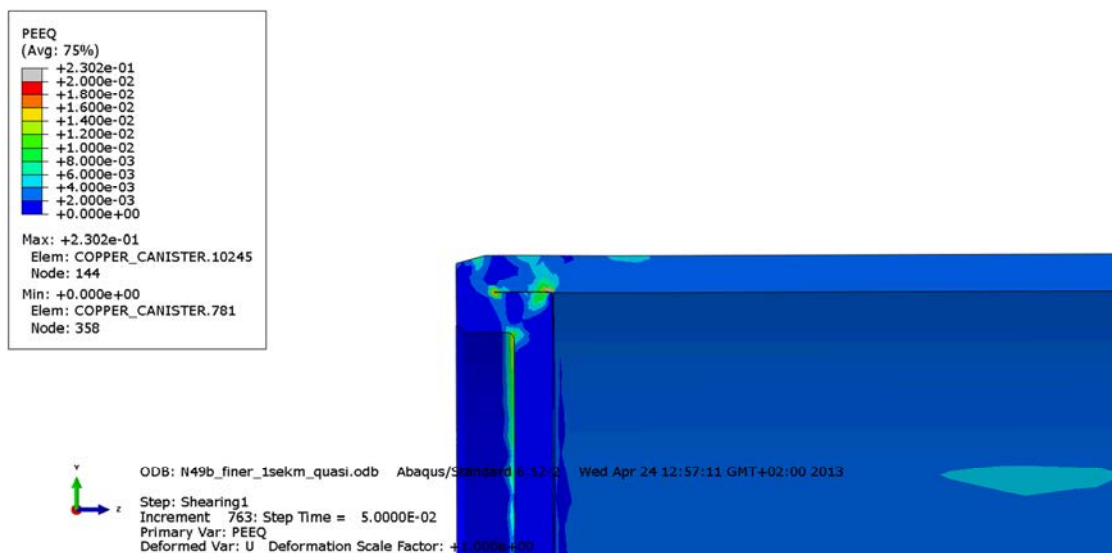 PEEQ
(Avg: 75%)
+2.302e-01
+2.000e-02
+1.800e-02
+1.600e-02
+1.400e-02
+1.200e-02
+1.000e-02
+8.000e-03
+6.000e-03
+4.000e-03
+2.000e-03
+0.000e+00
Max: +2.302e-01
Elem: COPPER_CANISTER.10245
Node: 144
Min: +0.000e+00
Elem: COPPER_CANISTER.781
Node: 358
Y
Z
ODB: N49b_finer_1sekm_quasi.odb Abaqus/Standard 6.12-2 Wed Apr 24 12:57:11 GMT+02:00 2013
Step: Shearing1
Increment 763: Step Time = 5.0000E-02
Primary Var: PEEQ
Deformed Var: U Deformation Scale Factor: +1.000e+00